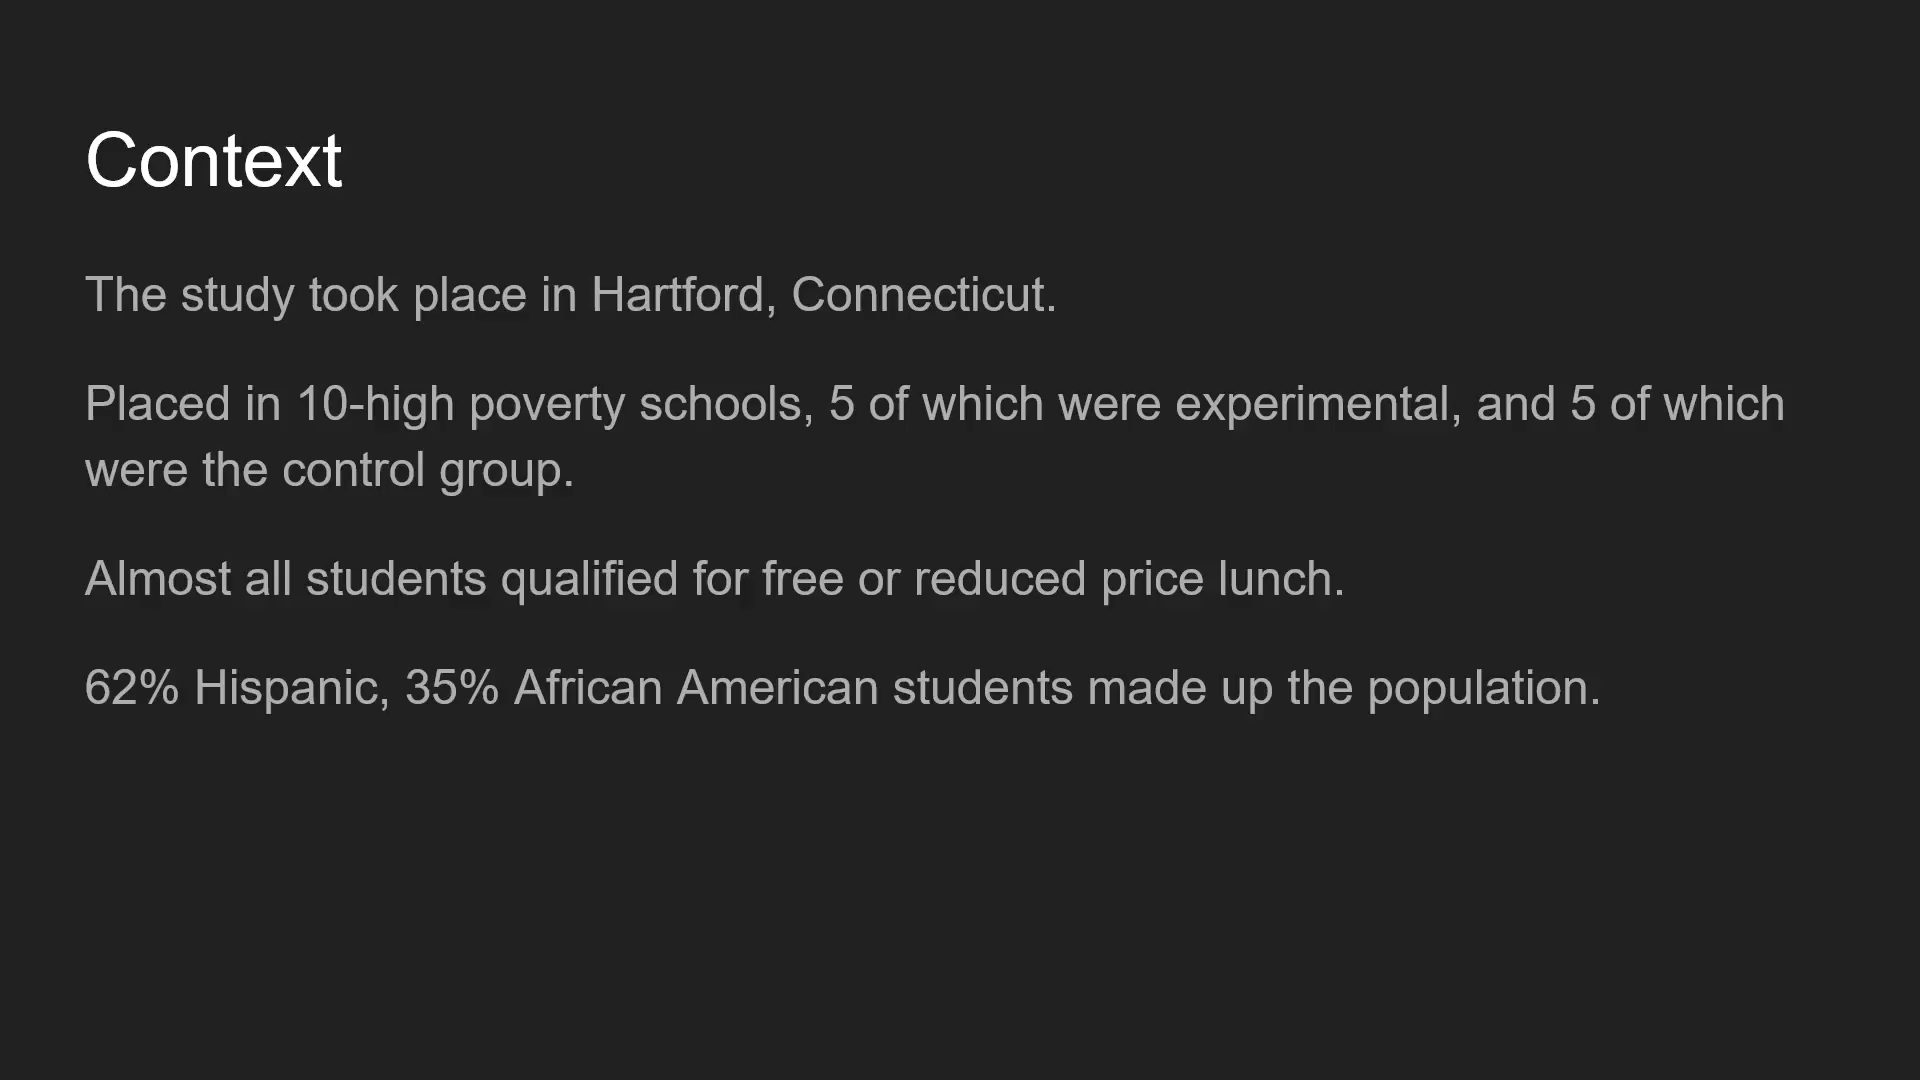 Context
The study took place in Hartford, Connecticut.
Placed in 10-high poverty schools, 5 of which were experimental, and 5 of which
were the control group.
Almost all students qualified for free or reduced price lunch.
62% Hispanic, 35% African American students made up the population.